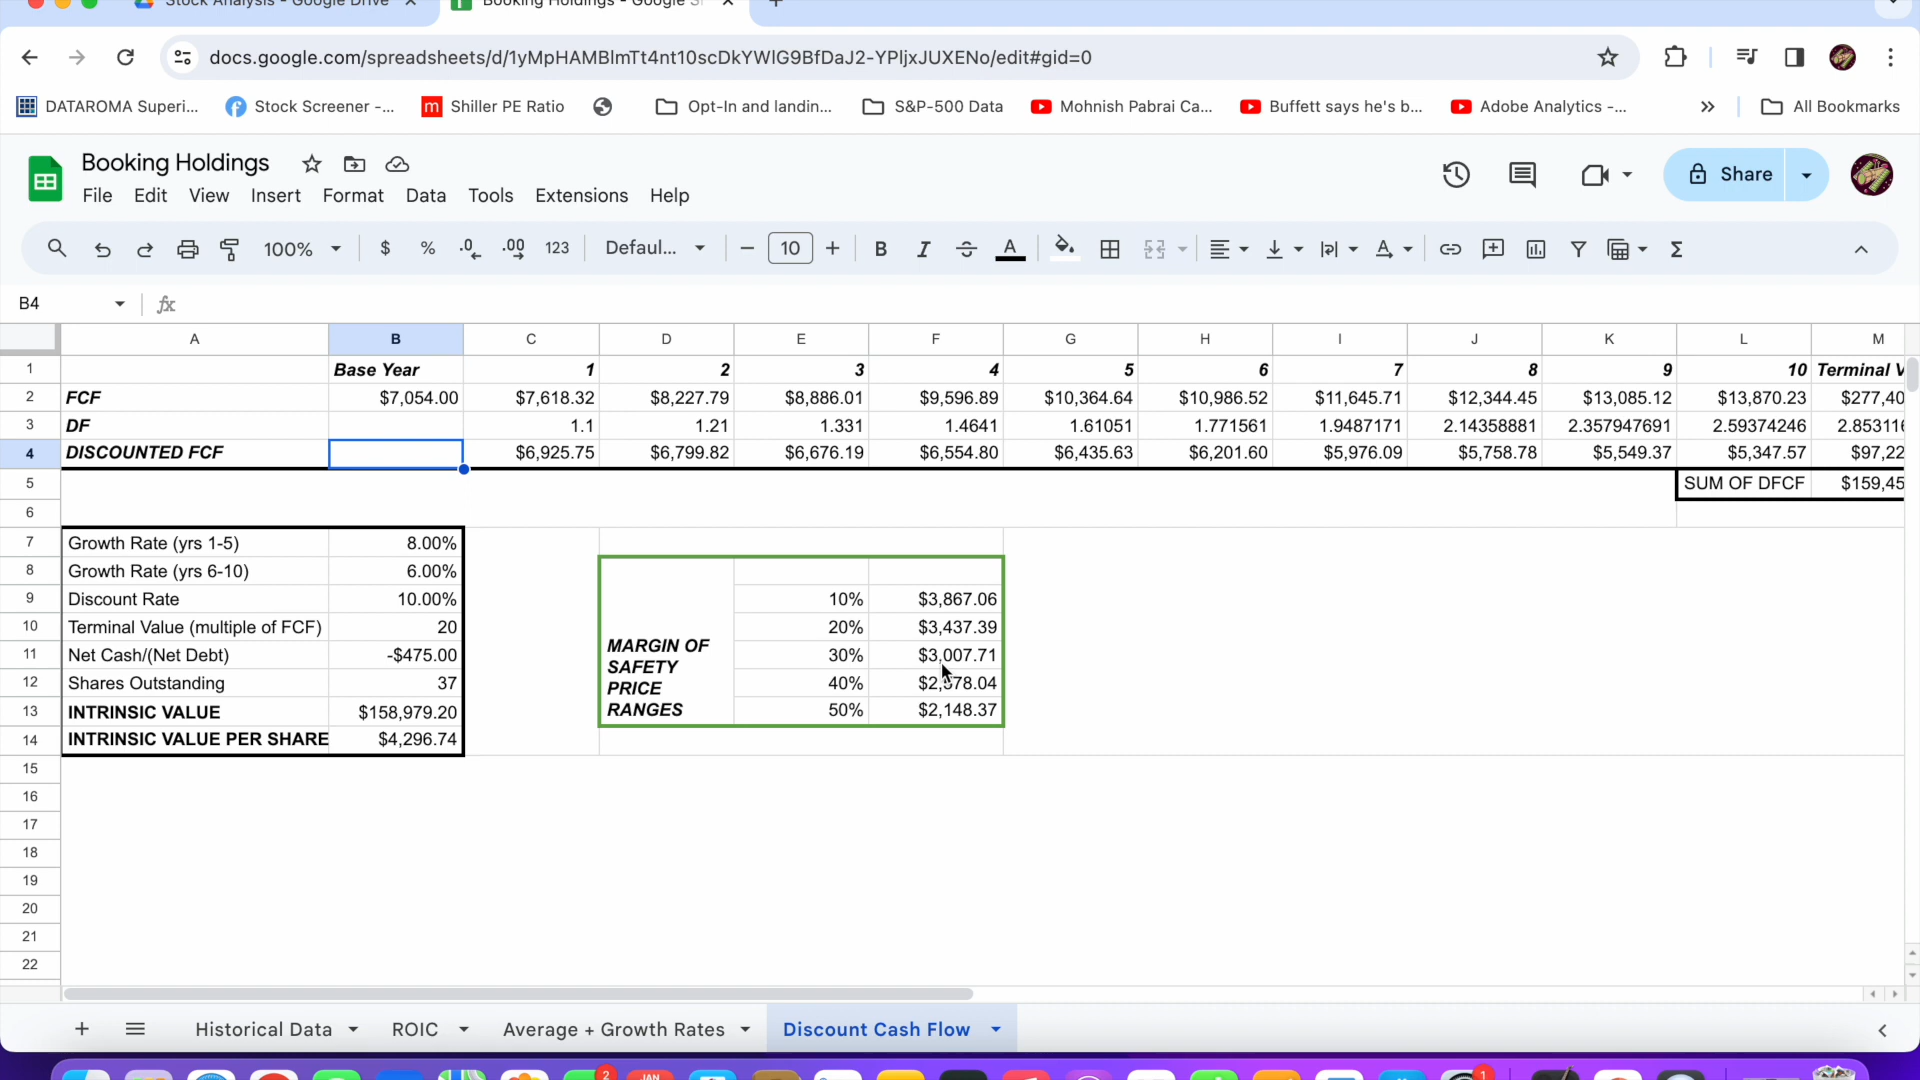 Stock Analysis - Google Drive
Booking Holdings - Google S
docs.google.com/spreadsheets/d/1yMpHAMBlmTt4nt10scDkYWlG9BfDaJ2-YPljxJUXENo/edit#gid=0
DATAROMA Superi... Stock Screener -... Shiller PE Ratio Opt-In and landin... S&P-500 Data Mohnish Pabrai Ca... Buffett says he's b... Adobe Analytics -... All Bookmarks
Booking Holdings
Share
File Edit View Insert Format Data Tools Extensions Help
100% $ % .0 .00 123 Defaul... 10 B I A
B4 fx
A B C D E F G H I J K L M
1 Base Year 1 2 3 4 5 6 7 8 9 10 Terminal V
2 FCF $7,054.00 $7,618.32 $8,227.79 $8,886.01 $9,596.89 $10,364.64 $10,986.52 $11,645.71 $12,344.45 $13,085.12 $13,870.23 $277,40
3 DF 1.1 1.21 1.331 1.4641 1.61051 1.771561 1.9487171 2.14358881 2.357947691 2.59374246 2.853116
4 DISCOUNTED FCF $6,925.75 $6,799.82 $6,676.19 $6,554.80 $6,435.63 $6,201.60 $5,976.09 $5,758.78 $5,549.37 $5,347.57 $97,22
5 SUM OF DFCF $159,45
6
7 Growth Rate (yrs 1-5) 8.00%
8 Growth Rate (yrs 6-10) 6.00%
9 Discount Rate 10.00% 10% $3,867.06
10 Terminal Value (multiple of FCF) 20 20% $3,437.39
11 Net Cash/(Net Debt) -$475.00 30% $3,007.71
12 Shares Outstanding 37 40% $2,578.04
13 INTRINSIC VALUE $158,979.20 50% $2,148.37
14 INTRINSIC VALUE PER SHARE $4,296.74
MARGIN OF
SAFETY
PRICE
RANGES
15
16
17
18
19
20
21
22
Historical Data ROIC Average + Growth Rates Discount Cash Flow
2 JAN 1